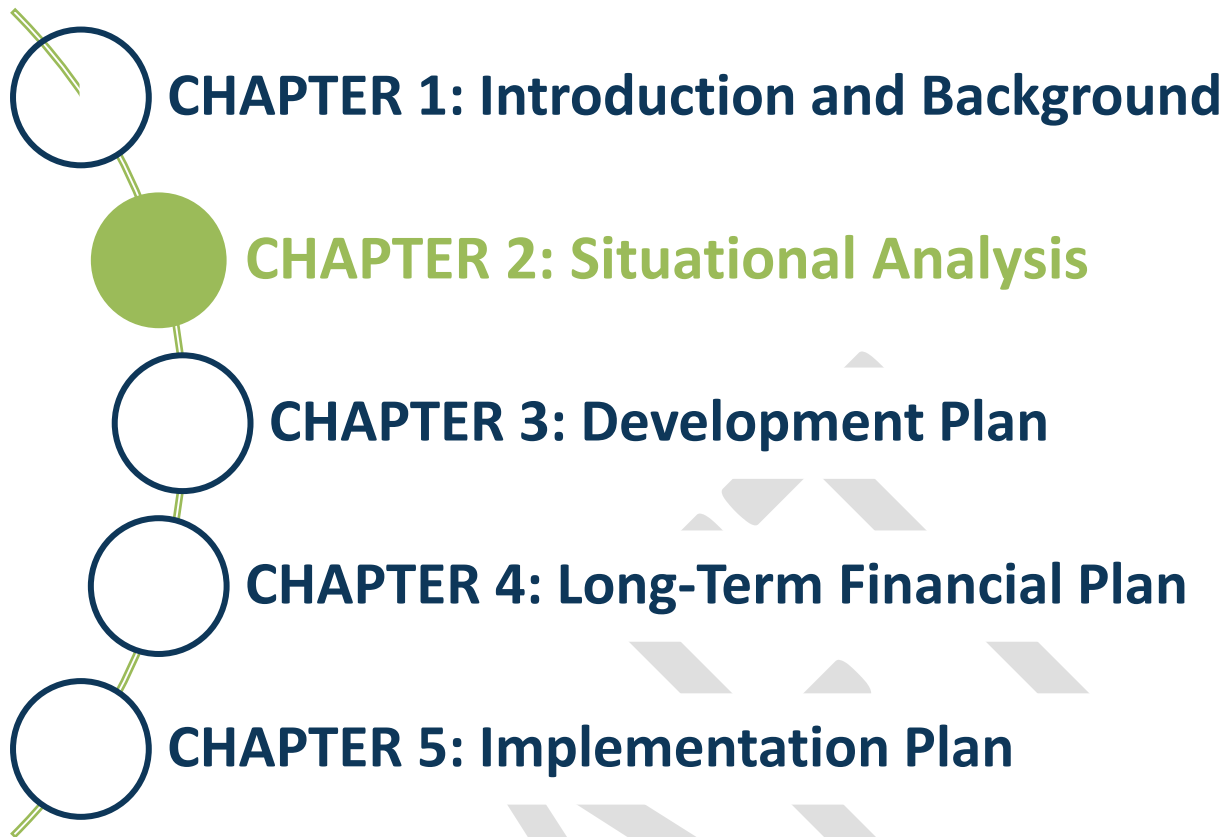 CHAPTER 1: Introduction and Background
CHAPTER 2: Situational Analysis
CHAPTER 3: Development Plan
CHAPTER 4: Long-Term Financial Plan
CHAPTER 5: Implementation Plan